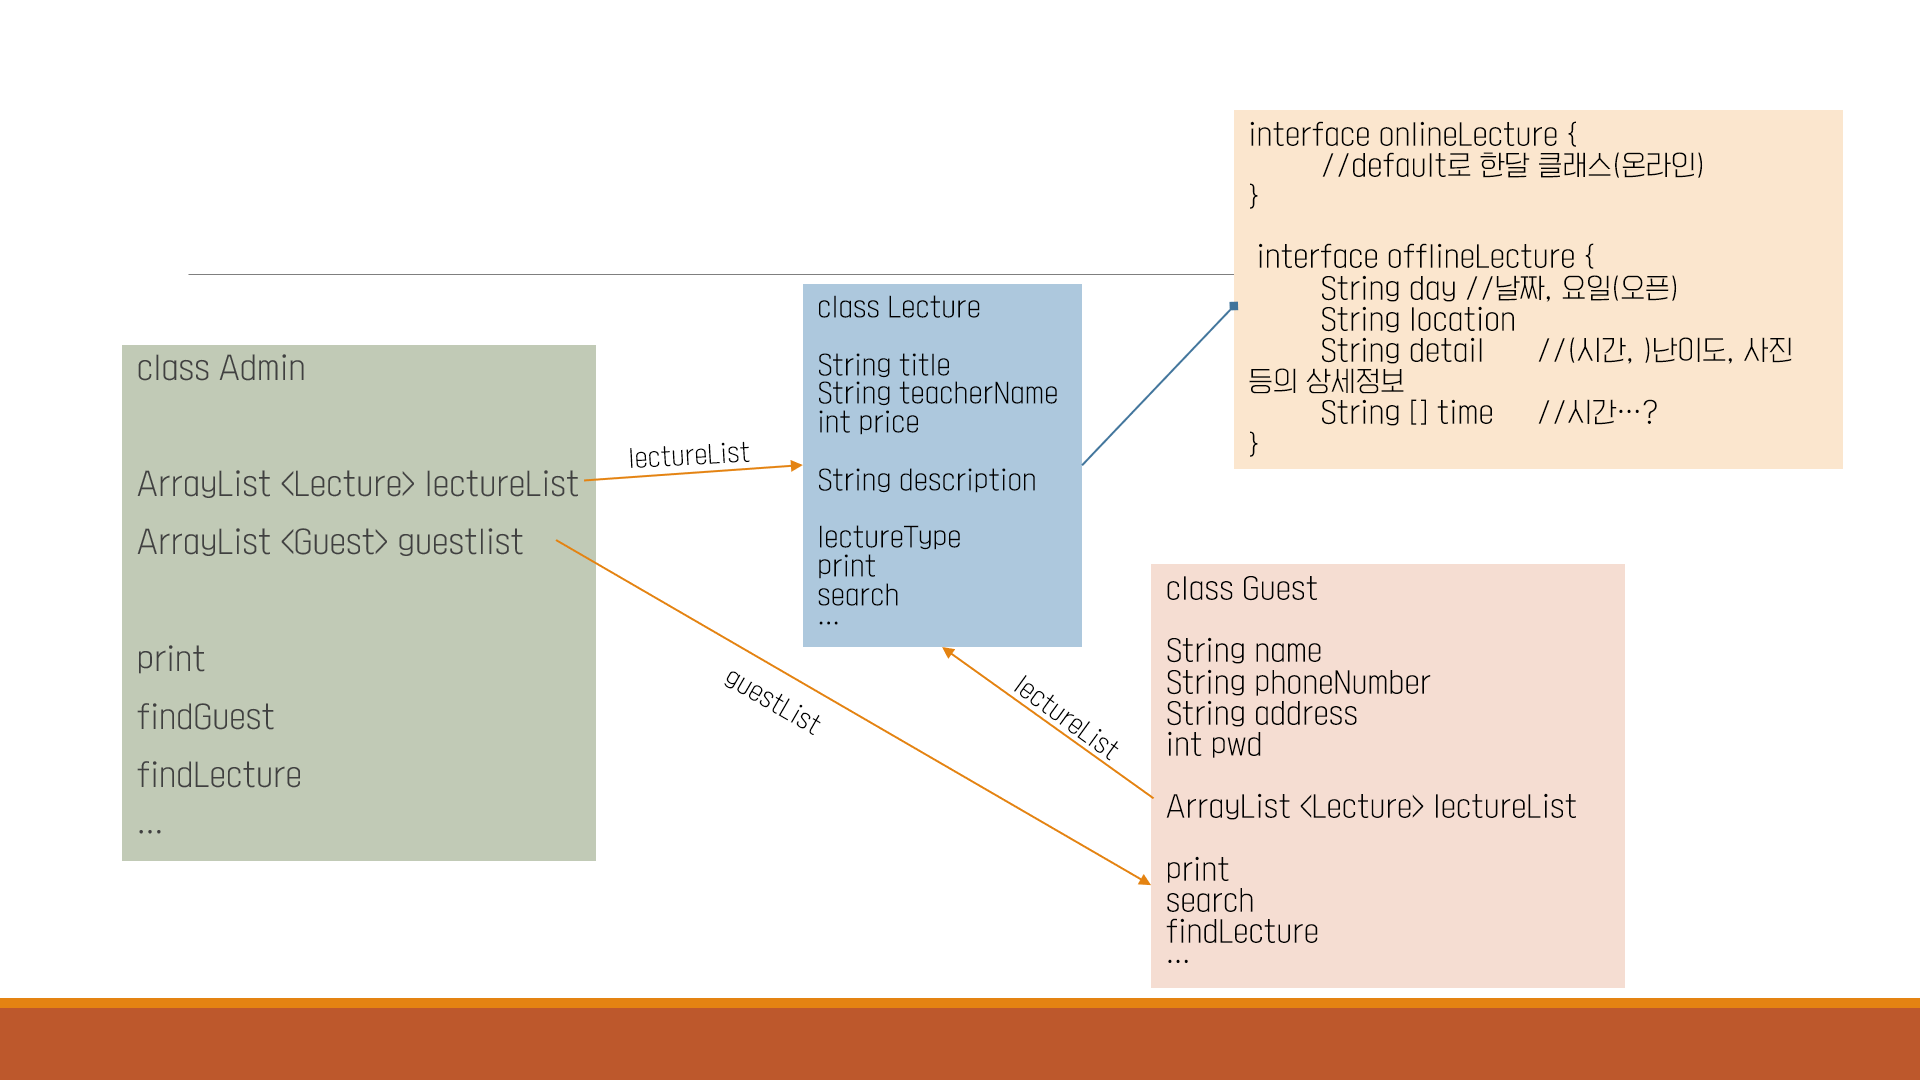 class Admin
ArrayList <Lecture> lectureList
ArrayList <Guest> guestlist
print
findGuest
findLecture
...
lectureList
guestList
class Lecture
String title
String teacherName
int price
String description
lectureType
print
search
...
lectureList
interface onlineLecture {
//default로 한달 클래스(온라인)
}
interface offlineLecture {
String day //날짜, 요일(오픈)
String location
String detail //(시간, )난이도, 사진
등의 상세정보
String [] time //시간…?
}
class Guest
String name
String phoneNumber
String address
int pwd
ArrayList <Lecture> lectureList
print
search
findLecture
...